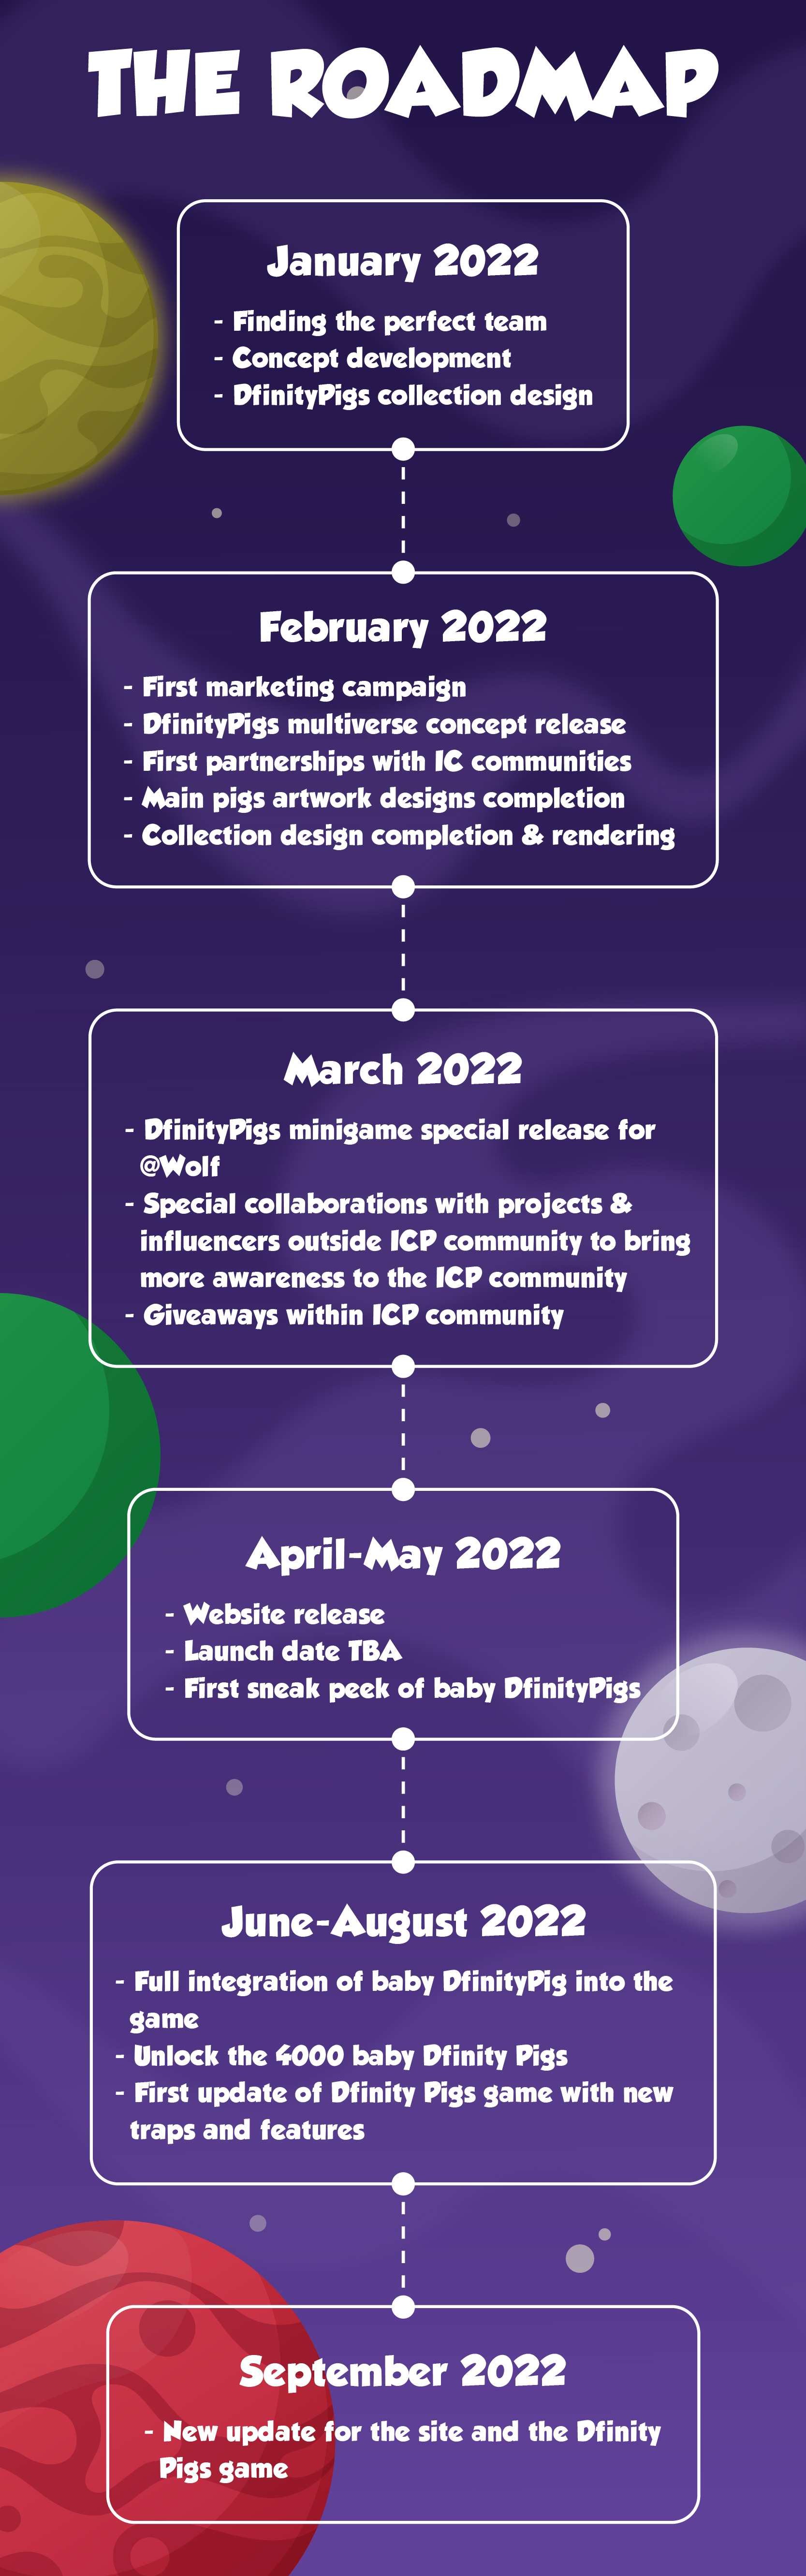 THE ROADMAP
January 2022
- Finding the perfect team
- Concept development
- DfinityPigs collection design
February 2022
- First marketing campaign
- DfinityPigs multiverse concept release
- First partnerships with IC communities
- Main pigs artwork designs completion
- Collection design completion & rendering
March 2022
- DfinityPigs minigame special release for
@Wolf
- Special collaborations with projects &
influencers outside ICP community to bring
more awareness to the ICP community
- Giveaways within ICP community
April-May 2022
- Website release
- Launch date TBA
- First sneak peek of baby DfinityPigs
June-August 2022
- Full integration of baby DfinityPig into the
game
- Unlock the 4000 baby Dfinity Pigs
- First update of Dfinity Pigs game with new
traps and features
September 2022
- New update for the site and the Dfinity
Pigs game